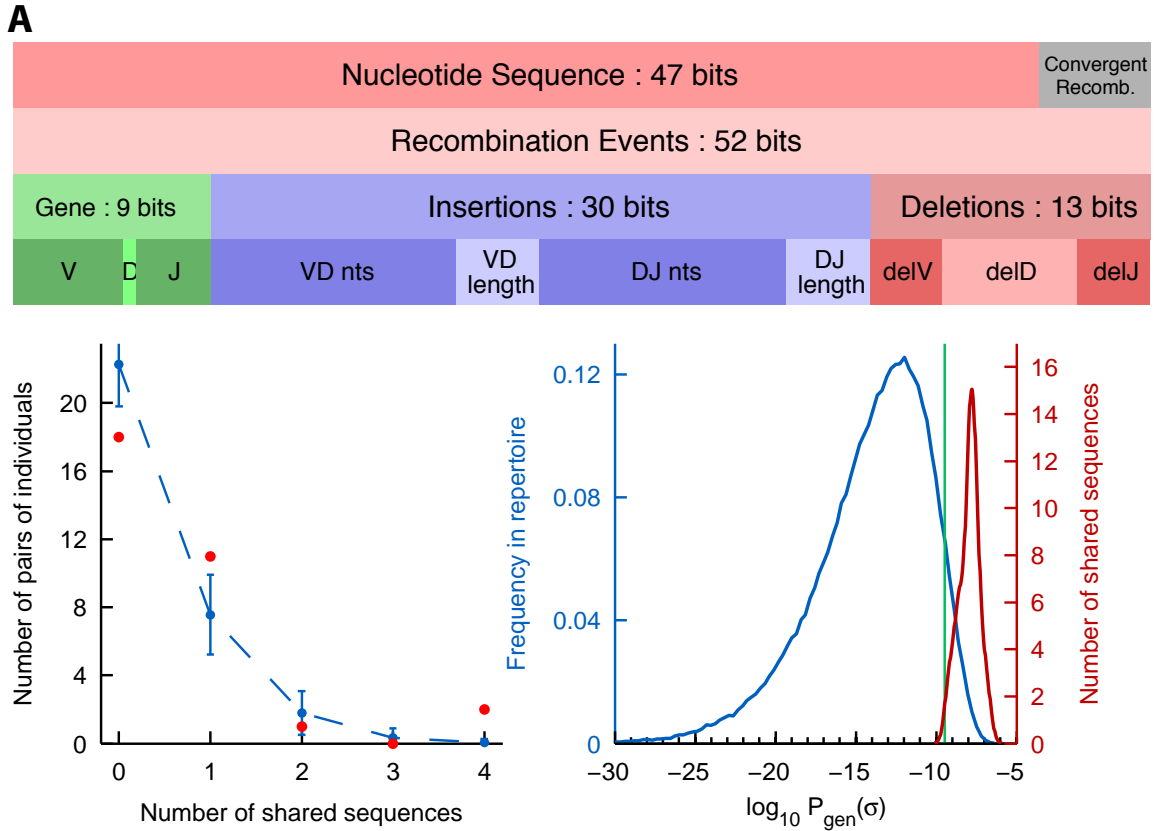 A
Nucleotide Sequence : 47 bits
Convergent
Recomb.
Recombination Events : 52 bits
Gene : 9 bits
Insertions : 30 bits
Deletions : 13 bits
V
D
J
VD nts
VD
length
DJ nts
DJ
length
delV
delD
delJ
Number of pairs of individuals
20
16
12
8
4
0
0
1
2
3
4
Number of shared sequences
Frequency in repertoire
0.12
0.08
0.04
0
−30
−25
−20
−15
−10
−5
log10 Pgen(σ)
16
14
12
10
8
6
4
2
0
Number of shared sequences